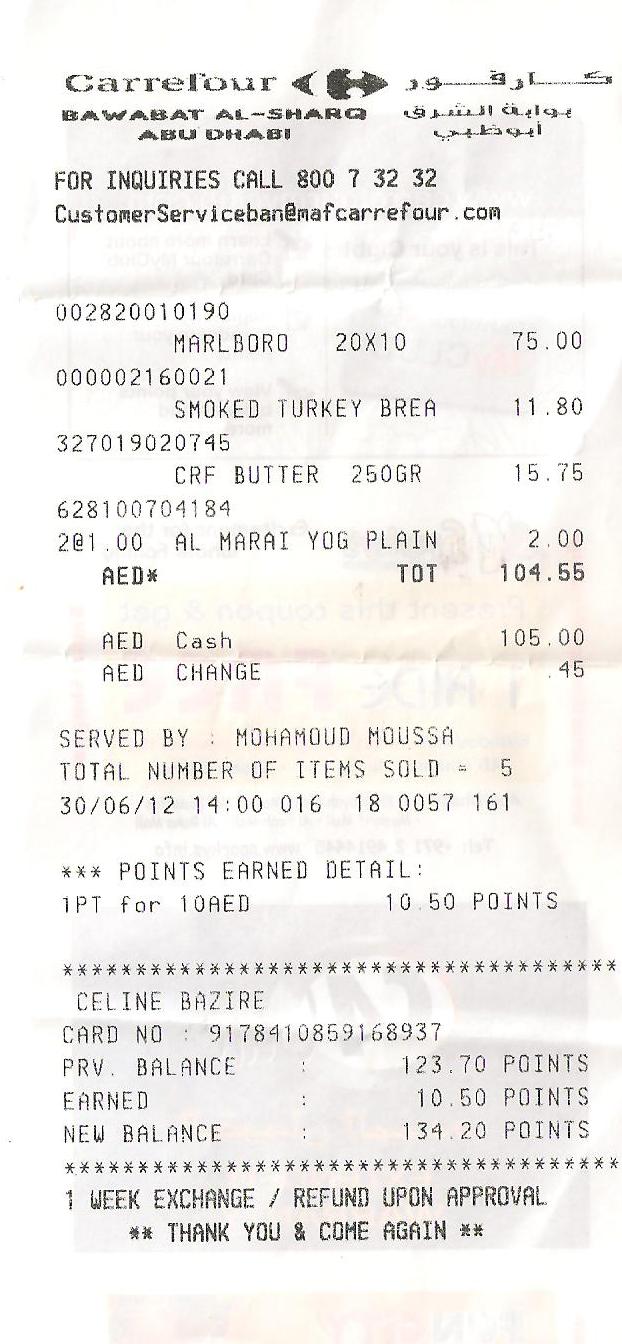 Carrefour كارفور
BAWABAT AL-SHARQ بوابة الشرق
ABU DHABI أبوظبي
FOR INQUIRIES CALL 800 7 32 32
CustomerServiceban@mafcarrefour.com
002820010190
MARLBORO 20X10 75.00
000002160021
SMOKED TURKEY BREA 11.80
327019020745
CRF BUTTER 250GR 15.75
628100704184
2@1.00 AL MARAI YOG PLAIN 2.00
AED* TOT 104.55
AED Cash 105.00
AED CHANGE .45
SERVED BY : MOHAMOUD MOUSSA
TOTAL NUMBER OF ITEMS SOLD = 5
30/06/12 14:00 016 18 0057 161
*** POINTS EARNED DETAIL:
1PT for 10AED 10.50 POINTS
**************************************
CELINE BAZIRE
CARD NO : 9178410859168937
PRV. BALANCE : 123.70 POINTS
EARNED : 10.50 POINTS
NEW BALANCE : 134.20 POINTS
**************************************
1 WEEK EXCHANGE / REFUND UPON APPROVAL
** THANK YOU & COME AGAIN **